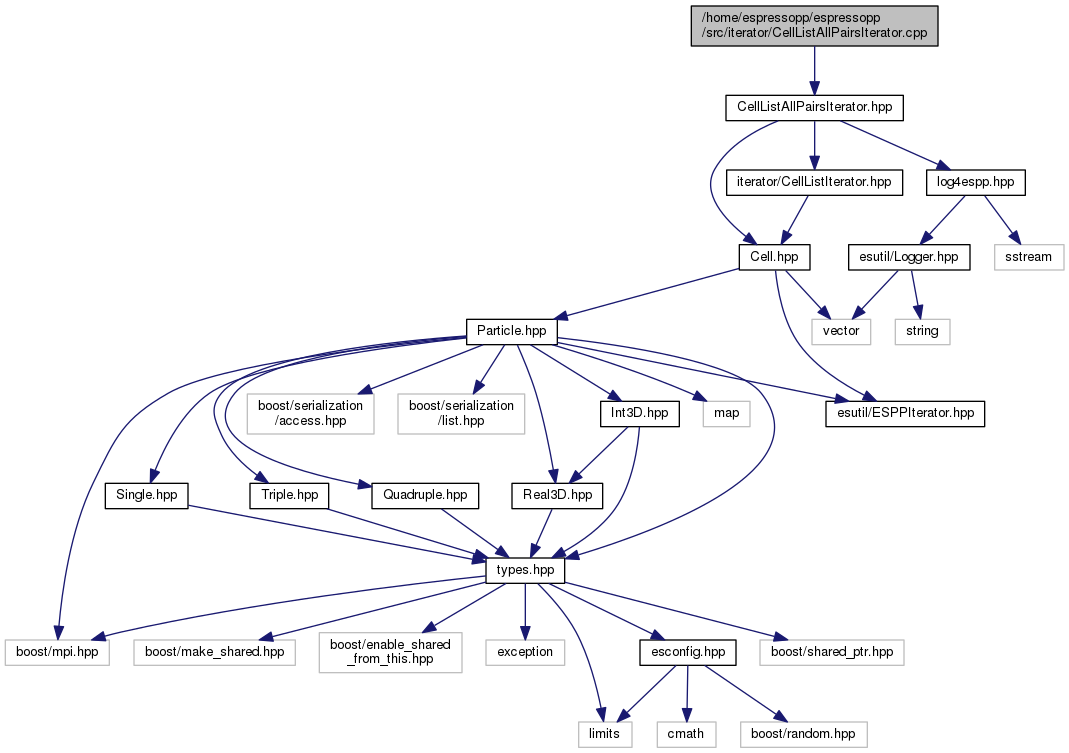 /home/espressopp/espressopp
/src/iterator/CellListAllPairsIterator.cpp
CellListAllPairsIterator.hpp
iterator/CellListIterator.hpp
log4espp.hpp
Cell.hpp
esutil/Logger.hpp
sstream
Particle.hpp
vector
string
boost/serialization
/access.hpp
boost/serialization
/list.hpp
Int3D.hpp
map
esutil/ESPPIterator.hpp
Single.hpp
Triple.hpp
Quadruple.hpp
Real3D.hpp
types.hpp
boost/mpi.hpp
boost/make_shared.hpp
boost/enable_shared
_from_this.hpp
exception
esconfig.hpp
boost/shared_ptr.hpp
limits
cmath
boost/random.hpp